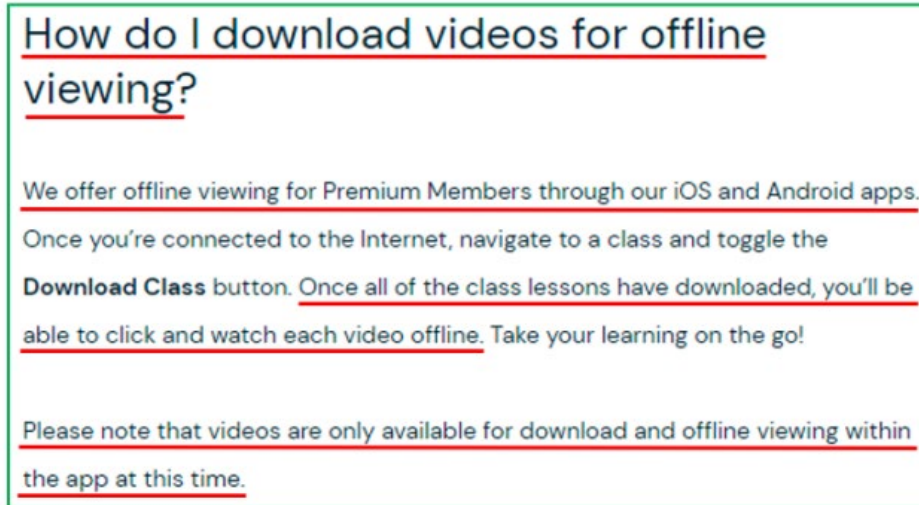 How do I download videos for offline
viewing?
We offer offline viewing for Premium Members through our iOS and Android apps.
Once you’re connected to the Internet, navigate to a class and toggle the
Download Class button. Once all of the class lessons have downloaded, you’ll be
able to click and watch each video offline. Take your learning on the go!
Please note that videos are only available for download and offline viewing within
the app at this time.